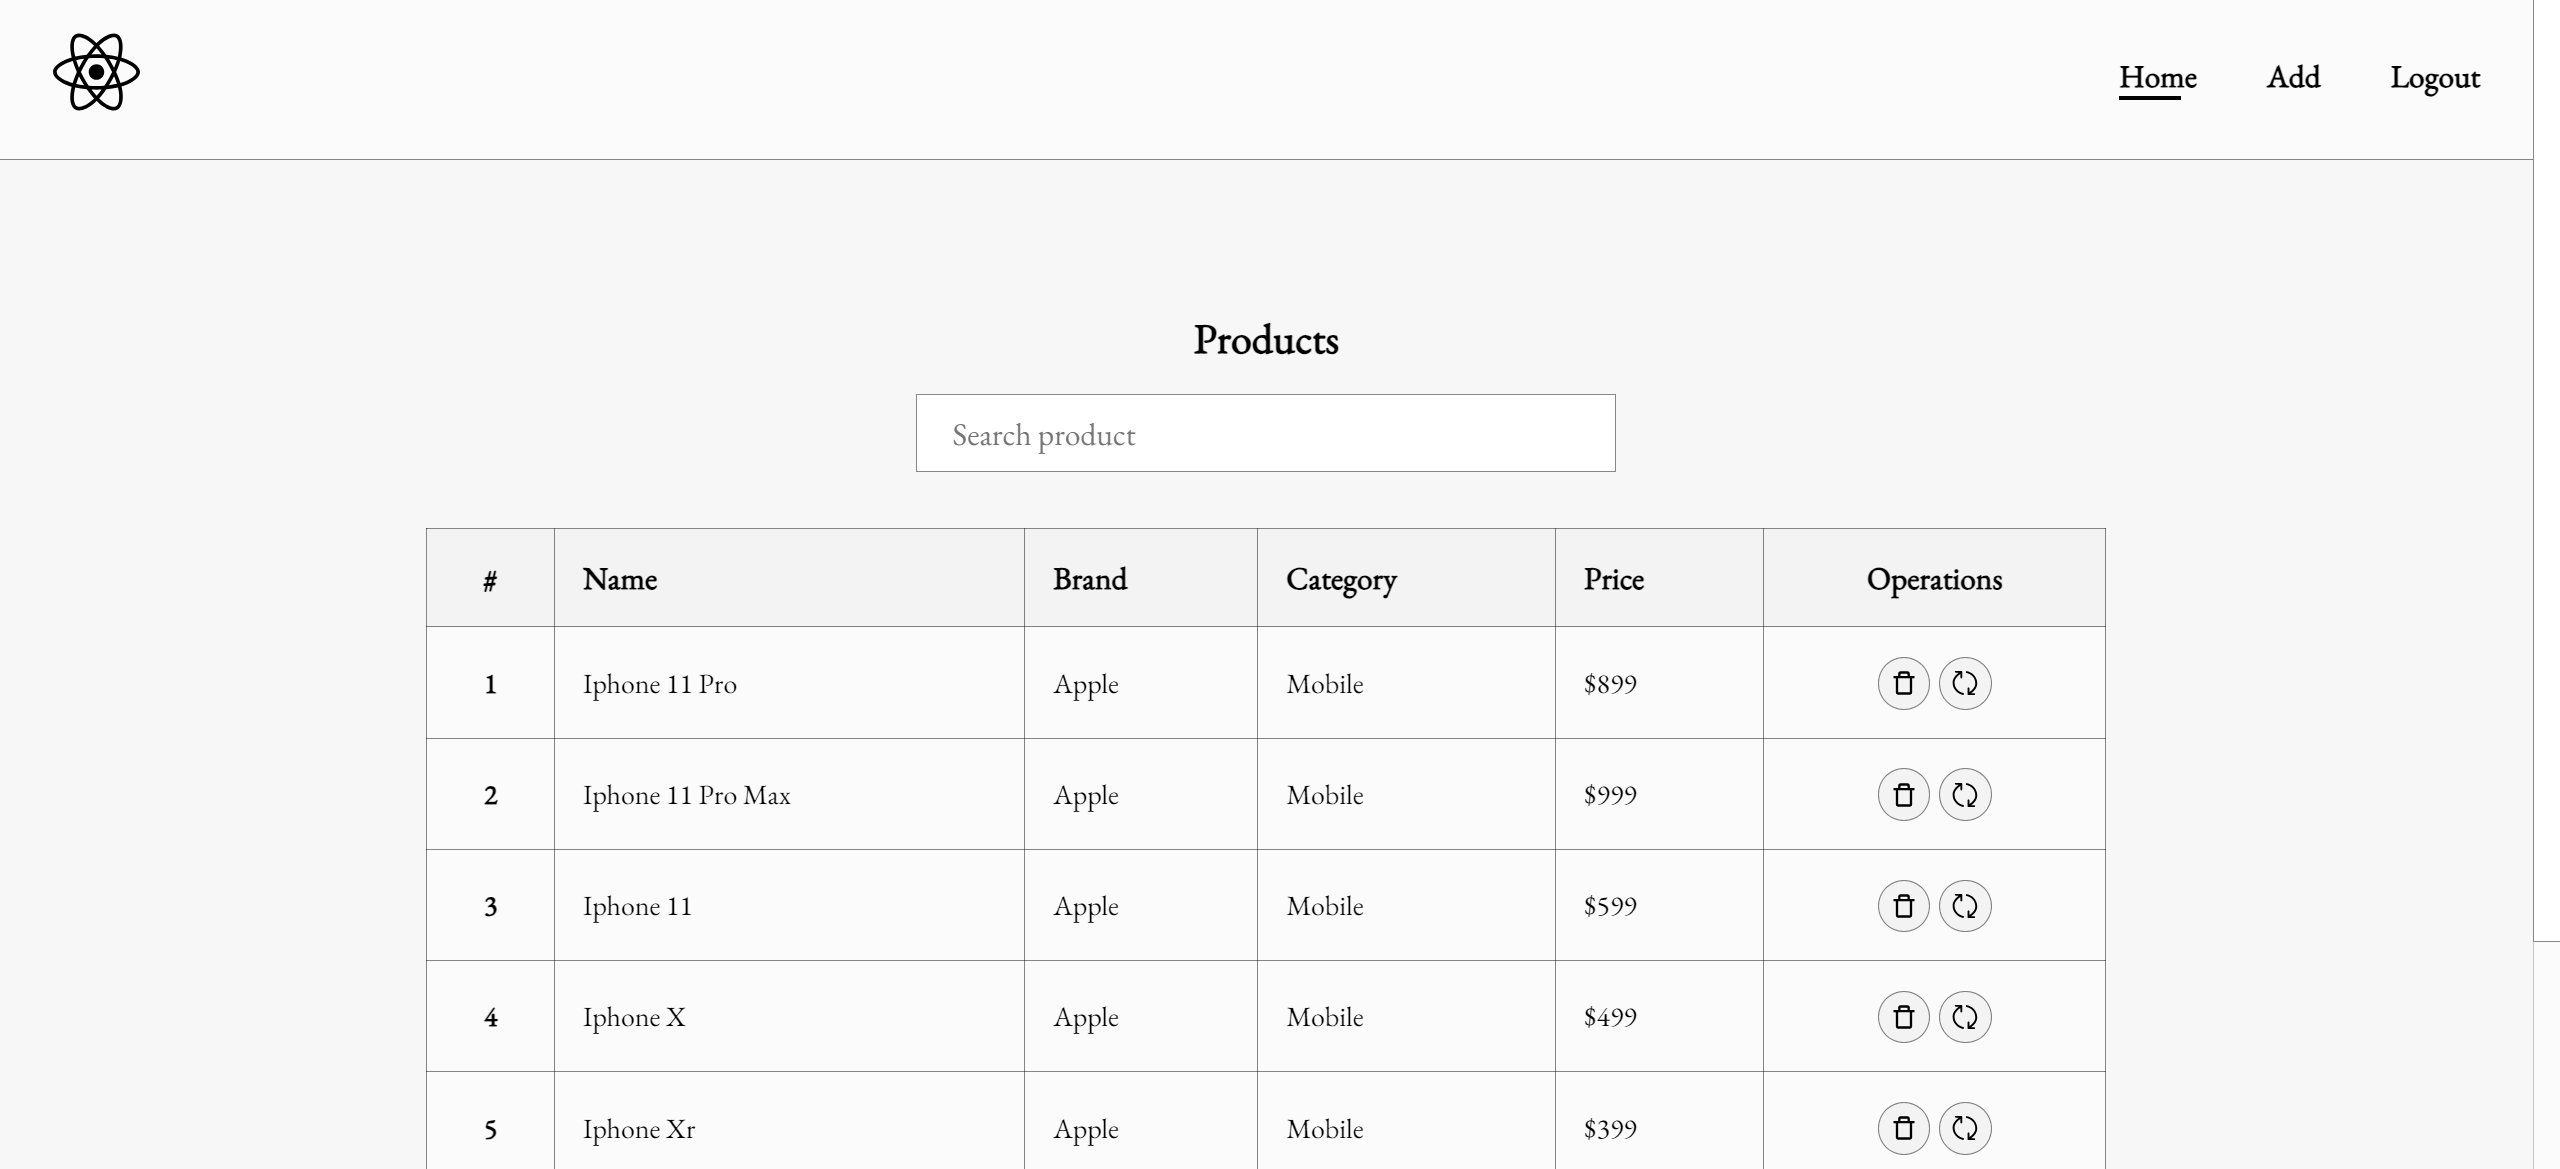 Home Add Logout
Products
Search product
# Name Brand Category Price Operations
1 Iphone 11 Pro Apple Mobile $899
2 Iphone 11 Pro Max Apple Mobile $999
3 Iphone 11 Apple Mobile $599
4 Iphone X Apple Mobile $499
5 Iphone Xr Apple Mobile $399